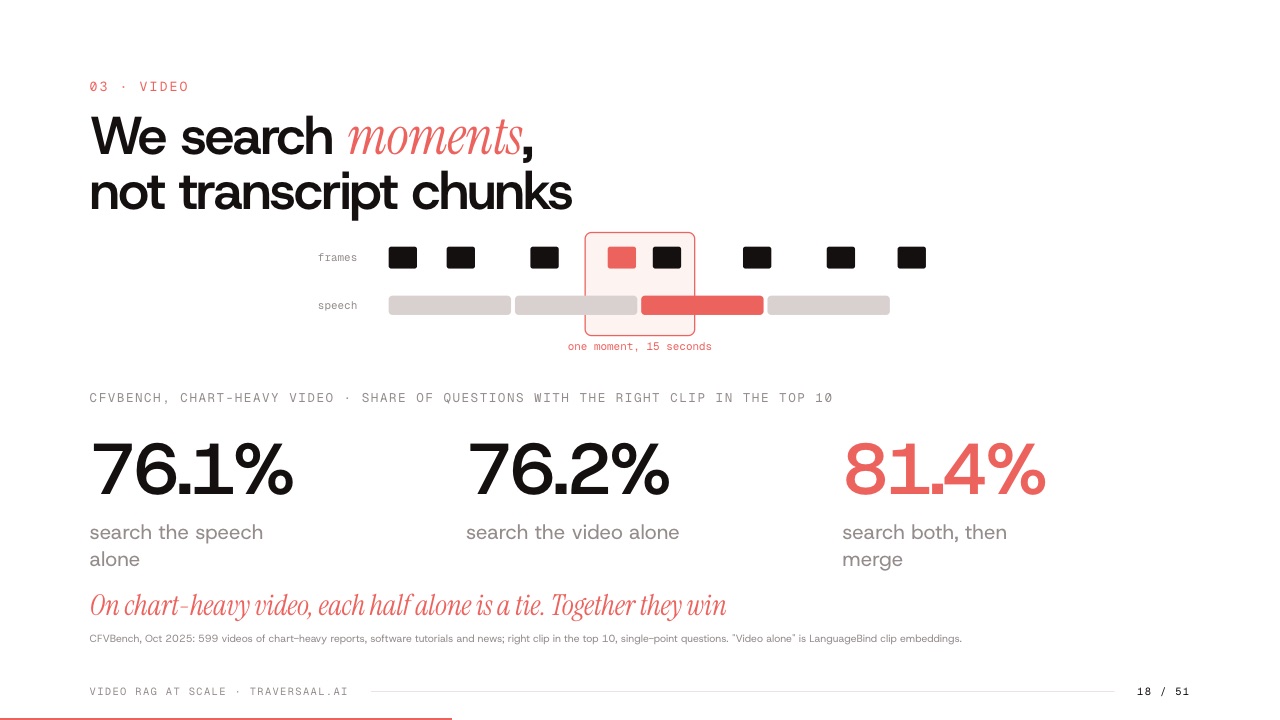 03 · VIDEO
We search moments,
not transcript chunks
frames
speech
one moment, 15 seconds
CFVBENCH, CHART-HEAVY VIDEO · SHARE OF QUESTIONS WITH THE RIGHT CLIP IN THE TOP 10
76.1%
76.2%
81.4%
search the speech
alone
search the video alone
search both, then
merge
On chart-heavy video, each half alone is a tie. Together they win
CFVBench, Oct 2025: 599 videos of chart-heavy reports, software tutorials and news; right clip in the top 10, single-point questions. "Video alone" is LanguageBind clip embeddings.
VIDEO RAG AT SCALE · TRAVERSAAL.AI
18 / 51